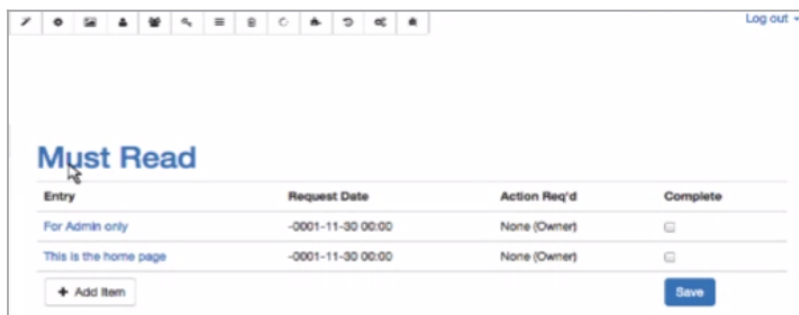 Log out
Must Read
Entry Request Date Action Req'd Complete
For Admin only -0001-11-30 00:00 None (Owner)
This is the home page -0001-11-30 00:00 None (Owner)
+ Add Item Save